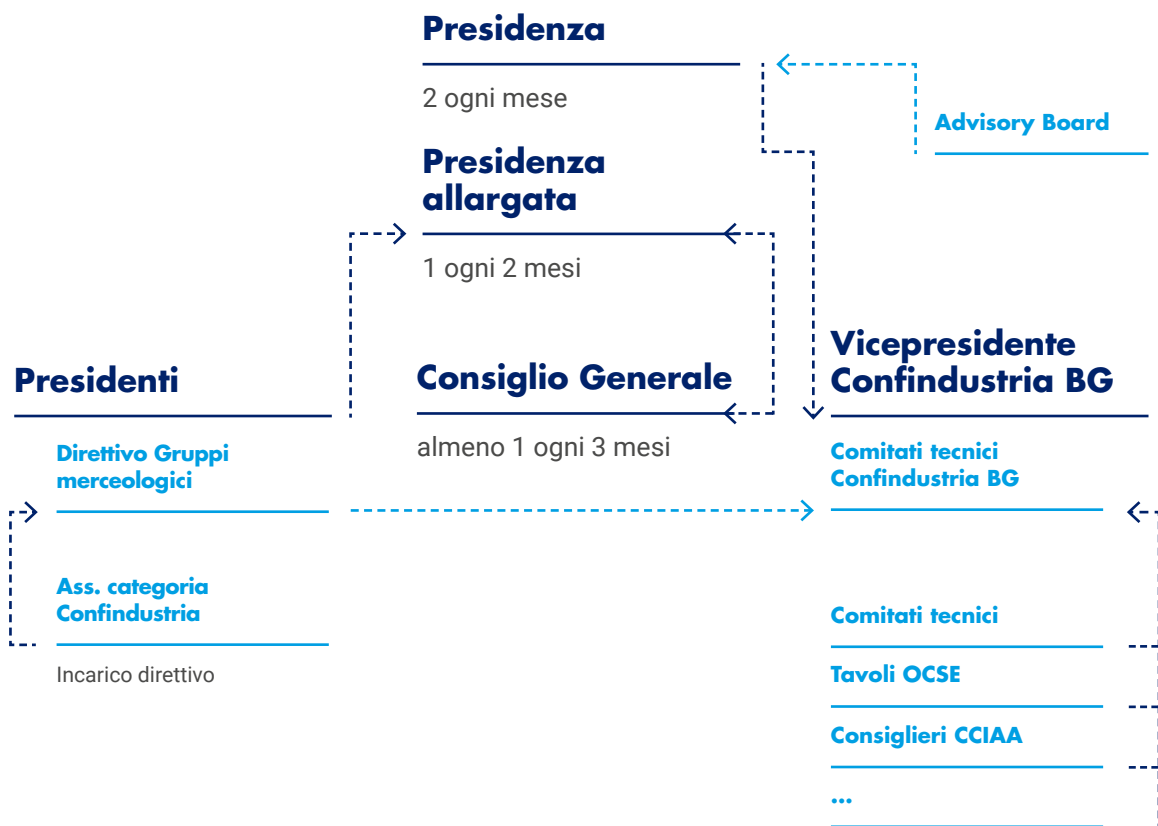 Presidenza
2 ogni mese
Advisory Board
Presidenza
allargata
1 ogni 2 mesi
Presidenti
Consiglio Generale
almeno 1 ogni 3 mesi
Vicepresidente
Confindustria BG
Direttivo Gruppi
merceologici
Comitati tecnici
Confindustria BG
Ass. categoria
Confindustria
Incarico direttivo
Comitati tecnici
Tavoli OCSE
Consiglieri CCIAA
...